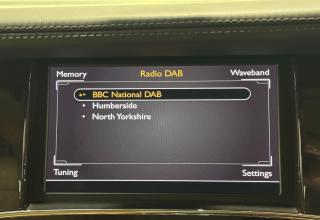 Memory
Radio DAB
Waveband
BBC National DAB
Humberside
North Yorkshire
Tuning
Settings